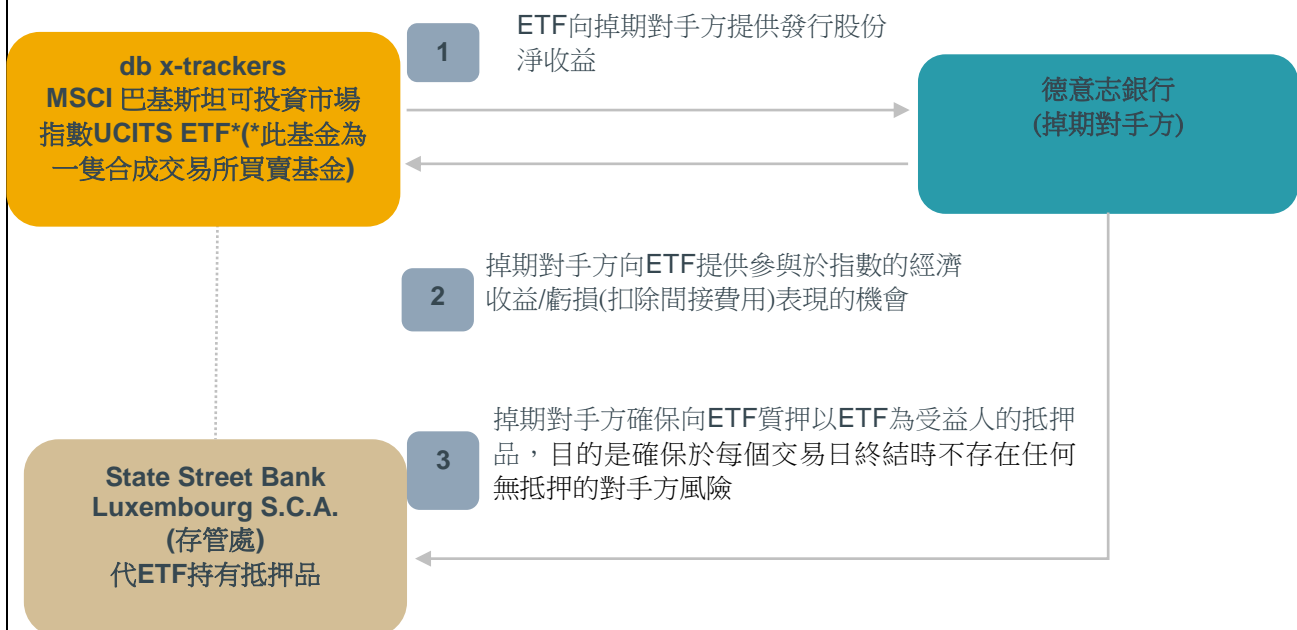 db x-trackers
MSCI 巴基斯坦可投資市場
指數UCITS ETF*(*此基金為
一隻合成交易所買賣基金)
1
ETF向掉期對手方提供發行股份
淨收益
德意志銀行
(掉期對手方)
2
掉期對手方向ETF提供參與於指數的經濟
收益/虧損(扣除間接費用)表現的機會
3
掉期對手方確保向ETF質押以ETF為受益人的抵押
品，目的是確保於每個交易日終結時不存在任何
無抵押的對手方風險
State Street Bank
Luxembourg S.C.A.
(存管處)
代ETF持有抵押品